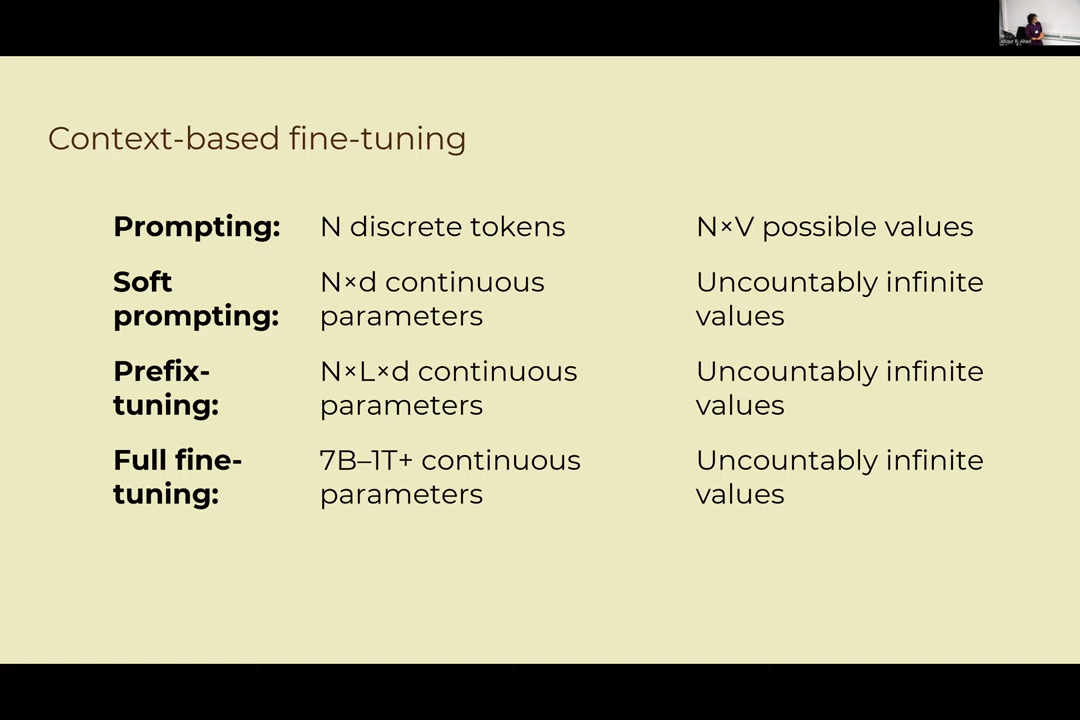 Context-based fine-tuning
Prompting: N discrete tokens N×V possible values
Soft prompting: N×d continuous parameters Uncountably infinite values
Prefix-tuning: N×L×d continuous parameters Uncountably infinite values
Full fine-tuning: 7B–1T+ continuous parameters Uncountably infinite values